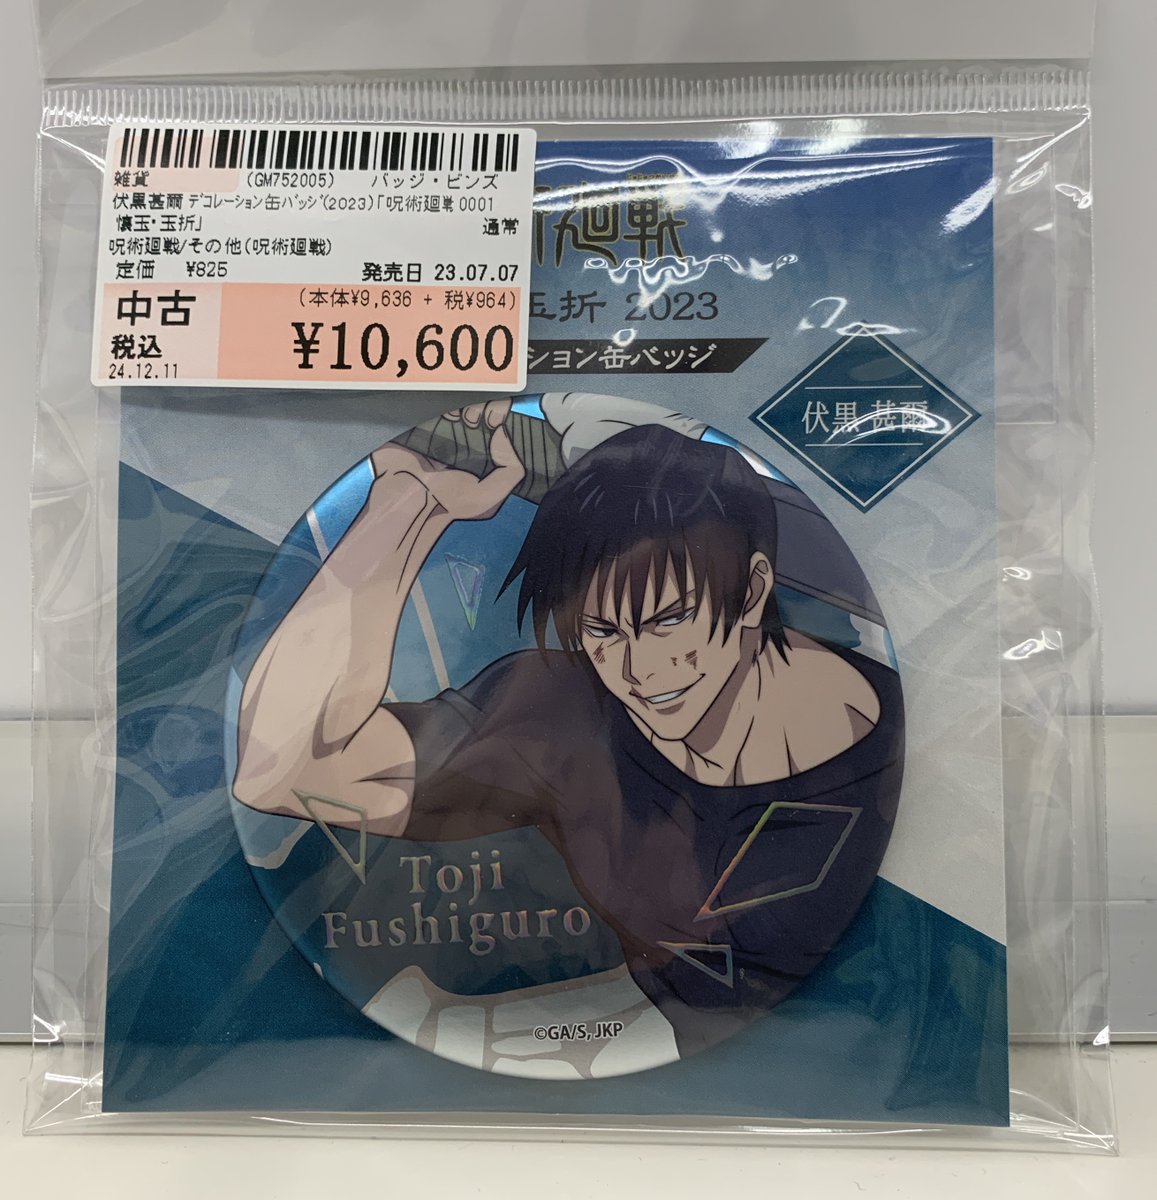 雑貨 (GM752005) バッジ・ピンズ
伏黒甚爾 デコレーション缶バッジ(2023)「呪術廻戦 0001
懐玉・玉折」 通常
呪術廻戦/その他(呪術廻戦)
定価 ¥825 発売日 23.07.07
中古 (本体¥9,636 + 税¥964)
税込 ¥10,600
24.12.11
術廻戦
玉折 2023
ション缶バッジ
伏黒 甚爾
Toji
Fushiguro
©GA/S, JKP